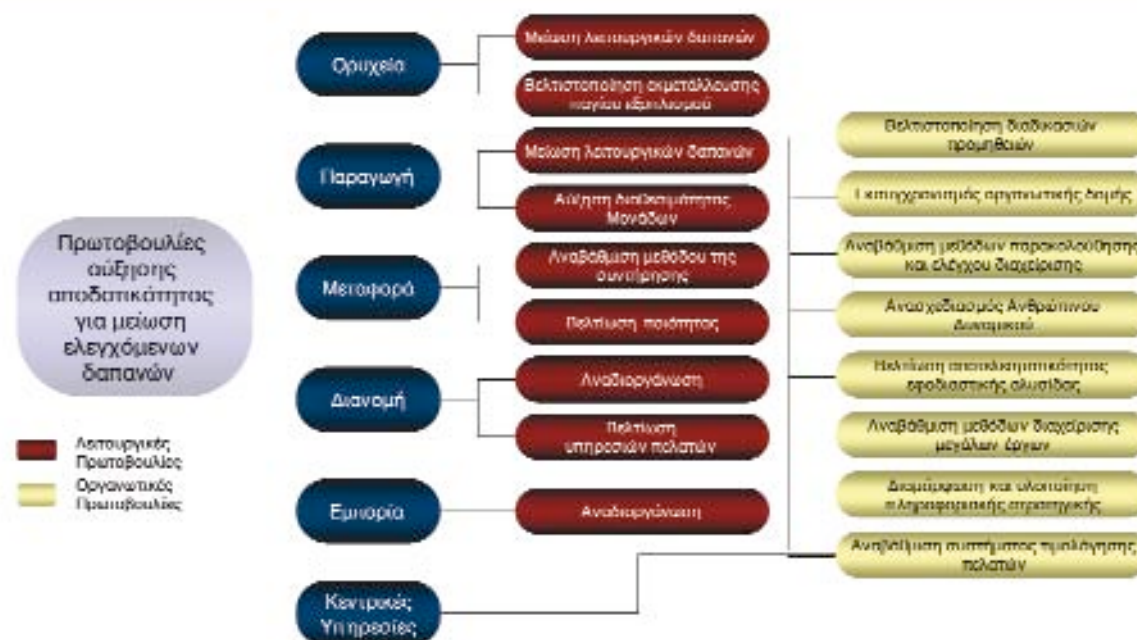 Πρωτοβουλίες
αύξησης
αποδοτικότητας
για μείωση
ελεγχόμενων
δαπανών
Λειτουργικές
Πρωτοβουλίες
Οργανωτικές
Πρωτοβουλίες
Ορυχεία
Παραγωγή
Μεταφορά
Διανομή
Εμπορία
Κεντρικές
Υπηρεσίες
Μείωση λειτουργικών δαπανών
Βελτιστοποίηση εκμετάλλευσης
παγίου εξοπλισμού
Μείωση λειτουργικών δαπανών
Αύξηση διαθεσιμότητας
Μονάδων
Αναβάθμιση μεθόδου της
συντήρησης
Βελτίωση ποιότητας
Αναδιοργάνωση
Βελτίωση
υπηρεσιών πελατών
Αναδιοργάνωση
Βελτιστοποίηση διαδικασιών
προμηθειών
Εκσυγχρονισμός οργανωτικής δομής
Αναβάθμιση μεθόδων παρακολούθησης
και ελέγχου διαχείρισης
Ανασχεδιασμός Ανθρώπινου
Δυναμικού
Βελτίωση αποτελεσματικότητας
εφοδιαστικής αλυσίδας
Αναβάθμιση μεθόδων διαχείρισης
μεγάλων έργων
Διαμόρφωση και υλοποίηση
πληροφοριακής στρατηγικής
Αναβάθμιση συστήματος τιμολόγησης
πελατών